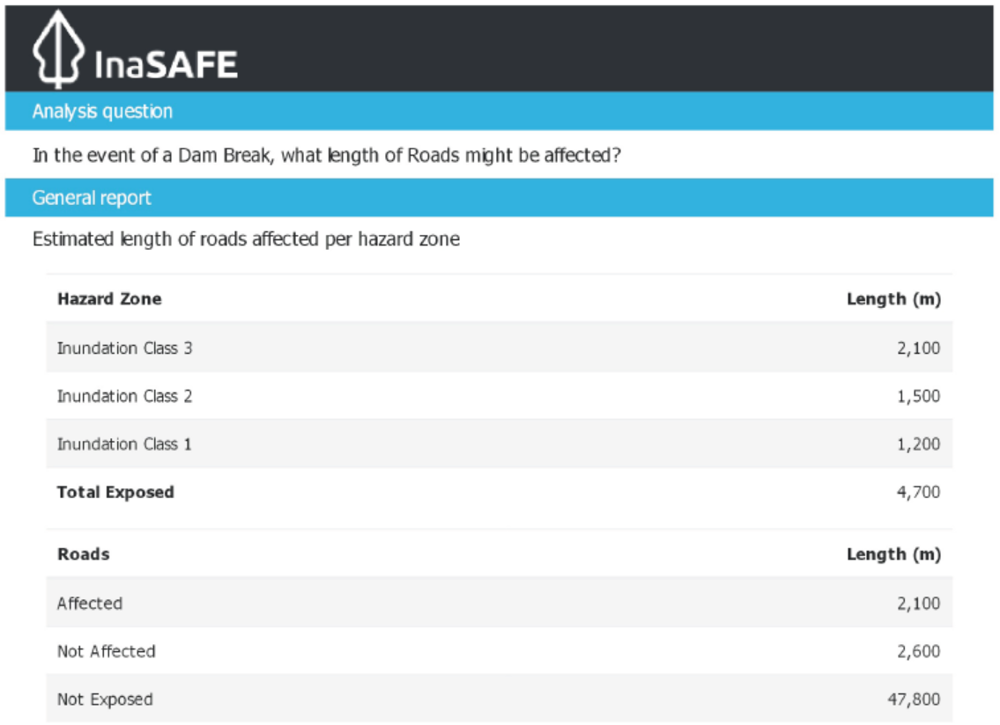 InaSAFE
Analysis question
In the event of a Dam Break, what length of Roads might be affected?
General report
Estimated length of roads affected per hazard zone
Hazard Zone Length (m)
Inundation Class 3 2,100
Inundation Class 2 1,500
Inundation Class 1 1,200
Total Exposed 4,700
Roads Length (m)
Affected 2,100
Not Affected 2,600
Not Exposed 47,800